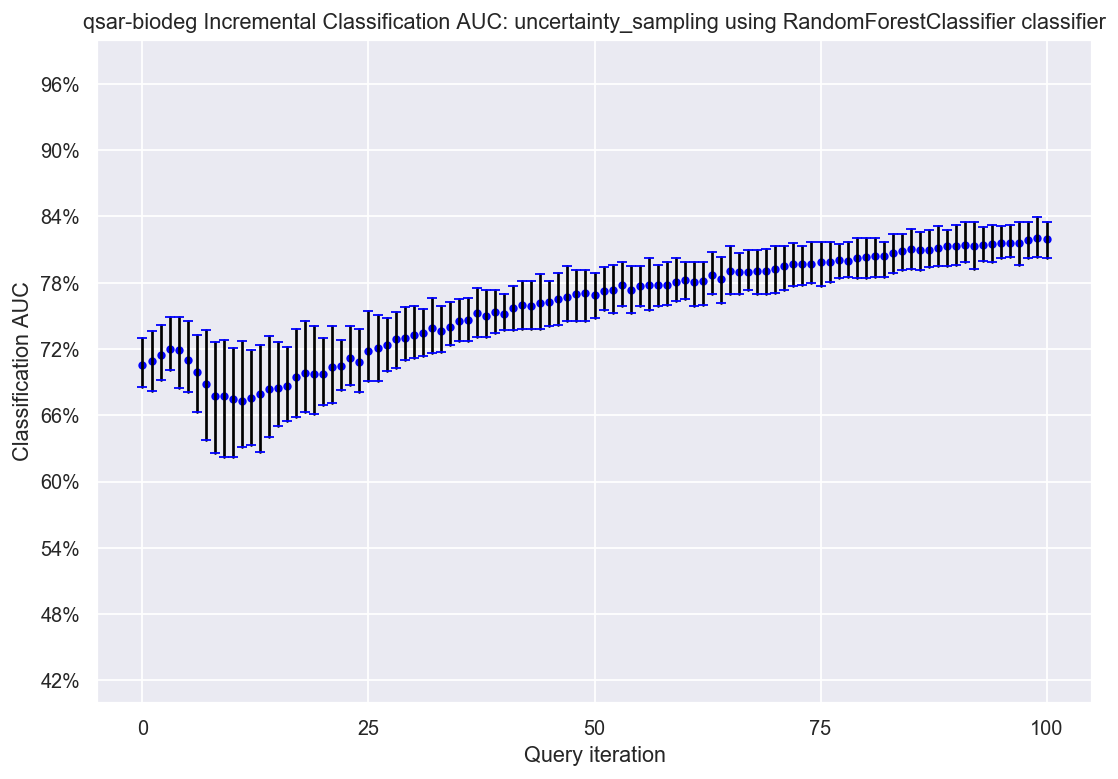 qsar-biodeg Incremental Classification AUC: uncertainty_sampling using RandomForestClassifier classifier
96%
90%
84%
78%
72%
66%
60%
54%
48%
42%
Classification AUC
0 25 50 75 100
Query iteration